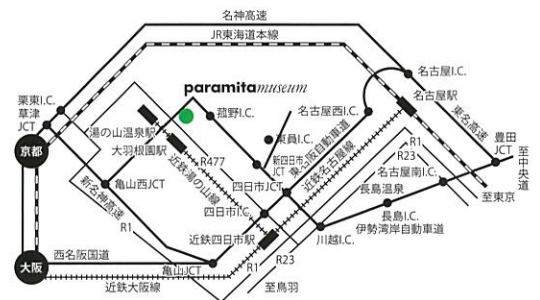 名神高速
JR東海道本線
栗東I.C.
草津
JCT
paramitamuseum
名古屋I.C.
名古屋駅
菰野I.C.
名古屋西I.C.
東名高速
湯の山温泉駅
大羽根園駅
東員I.C.
新四日市
JCT
東名阪自動車道
R1
R23
豊田
JCT
至中央道
京都
R477
近鉄湯の山線
近鉄名古屋線
名古屋南I.C.
新名神高速
亀山西JCT
四日市JCT
長島温泉
至東京
R1
四日市I.C.
長島I.C.
伊勢湾岸自動車道
西名阪国道
近鉄四日市駅
川越I.C.
大阪
亀山JCT
R1
R23
近鉄大阪線
至鳥羽